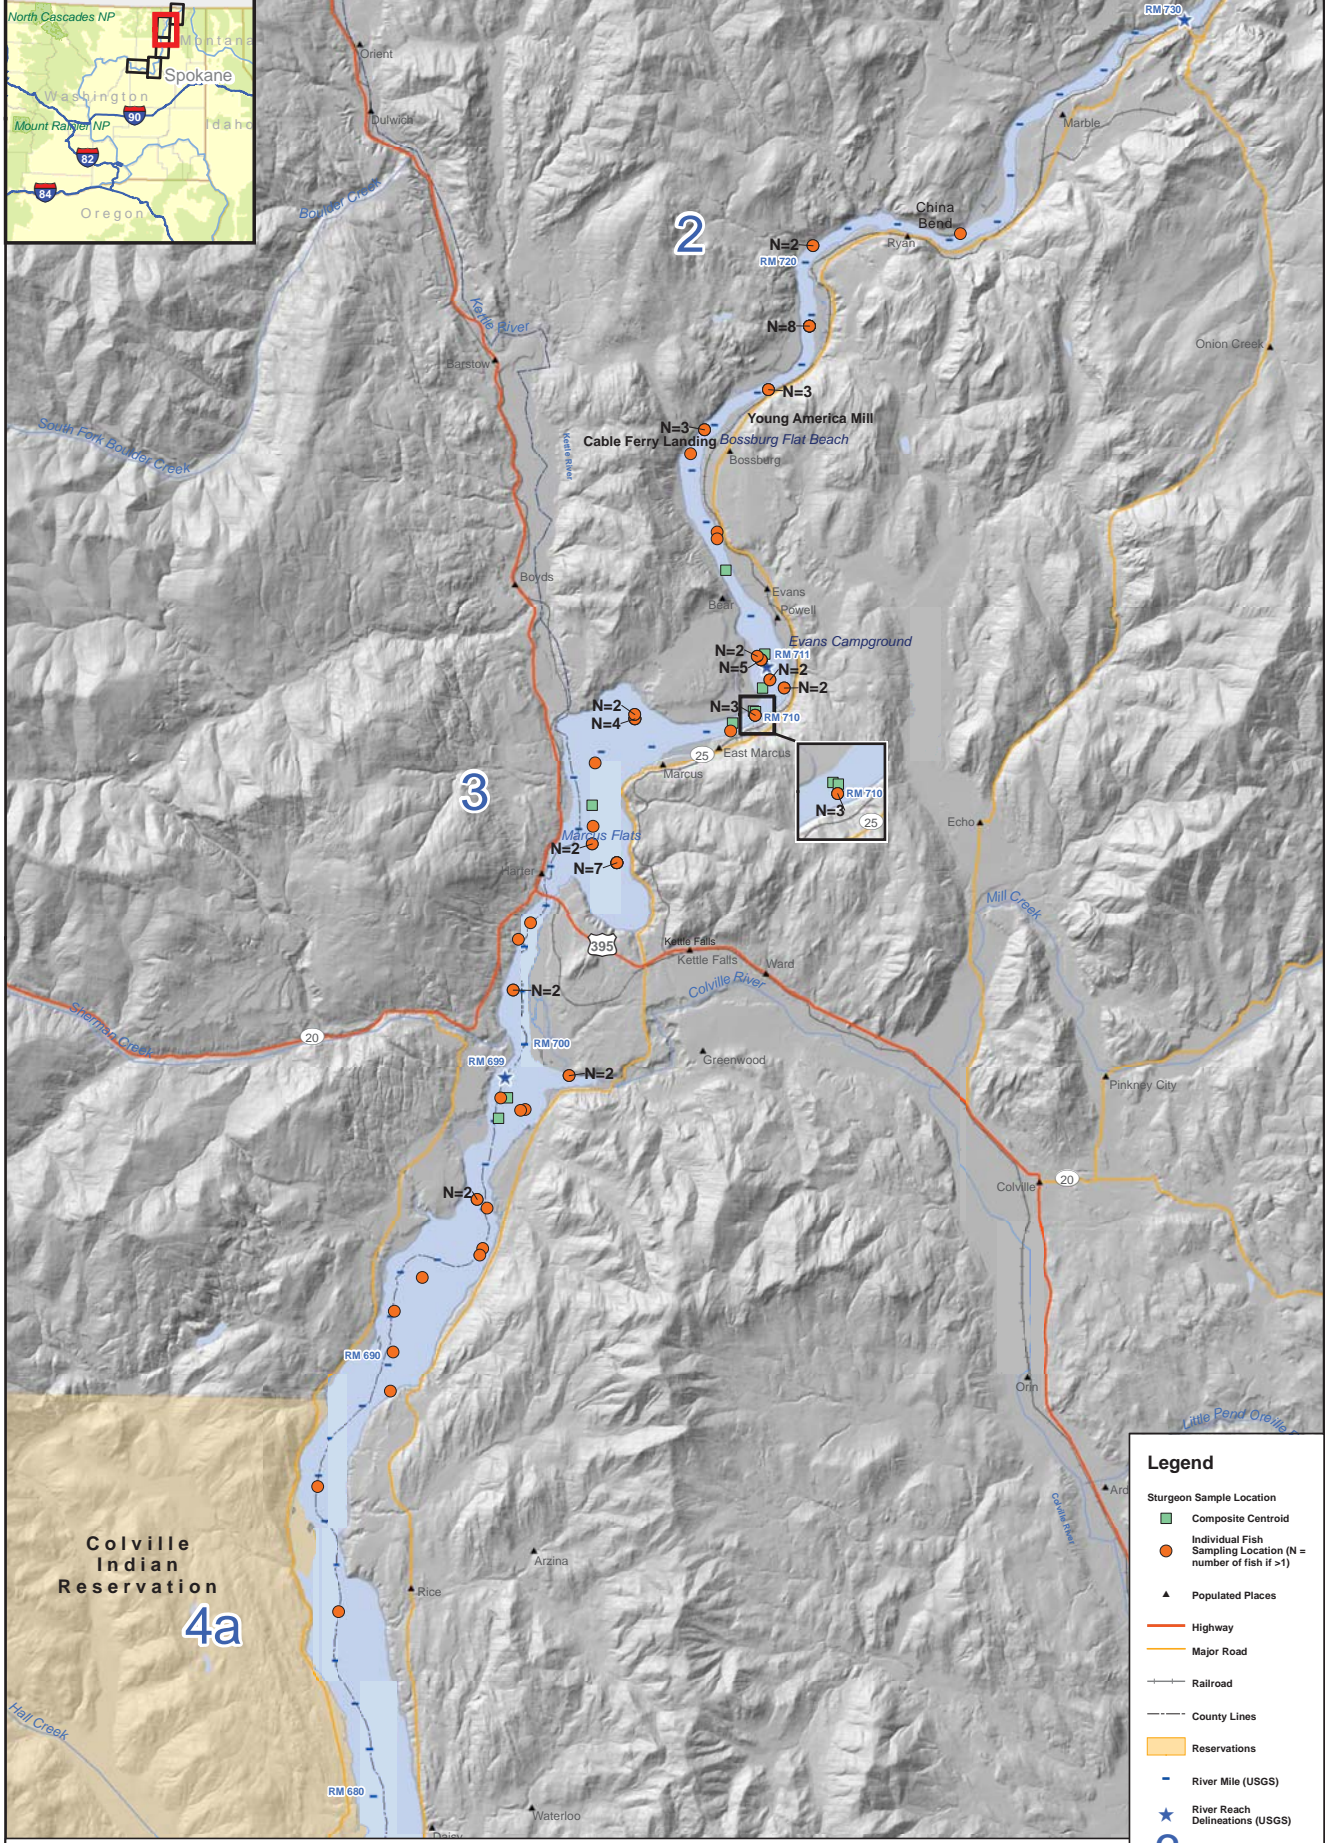 North Cascades NP
Montana
Spokane
Washington
90
Mount Rainier NP
Idaho
82
84
Oregon
RM 730
Orient
Dulwich
Marble
Boulder Creek
China
Bend
2
N=2
Ryan
RM 720
Kettle River
N=8
Onion Creek
Barstow
N=3
Young America Mill
N=3
Cable Ferry Landing
Bossburg Flat Beach
South Fork Boulder Creek
Kettle River
Bossburg
Boyds
Evans
Bear
Powell
Evans Campground
N=2
RM 711
N=5
N=2
N=2
N=2
N=3
RM 710
N=4
25
East Marcus
Marcus
3
RM 710
N=3
25
Echo
Marcus Flats
N=2
N=7
Harter
Mill Creek
395
Kettle Falls
Kettle Falls
Ward
Colville River
N=2
Sherman Creek
20
RM 700
RM 699
Greenwood
N=2
Pinkney City
20
Colville
N=2
RM 690
Orin
Little Pend Oreille
Ard
Colville River
Colville
Indian
Reservation
Arzina
Rice
4a
Hall Creek
RM 680
Waterloo
Daisy
Legend
Sturgeon Sample Location
Composite Centroid
Individual Fish
Sampling Location (N =
number of fish if >1)
Populated Places
Highway
Major Road
Railroad
County Lines
Reservations
River Mile (USGS)
River Reach
Delineations (USGS)